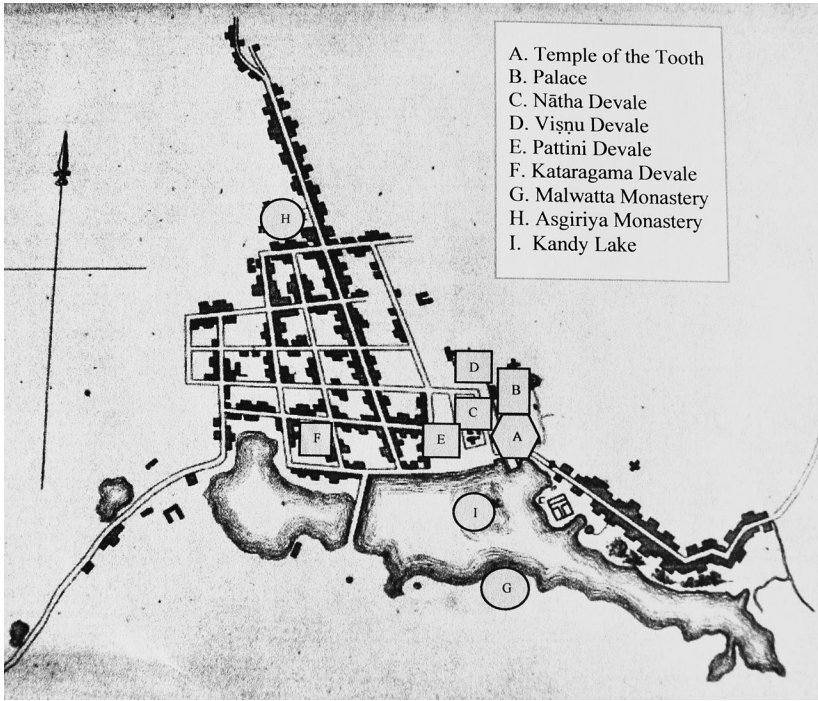 A. Temple of the Tooth
B. Palace
C. Nātha Devale
D. Viṣṇu Devale
E. Pattini Devale
F. Kataragama Devale
G. Malwatta Monastery
H. Asgiriya Monastery
I. Kandy Lake
H
D
B
C
F
E
A
I
G